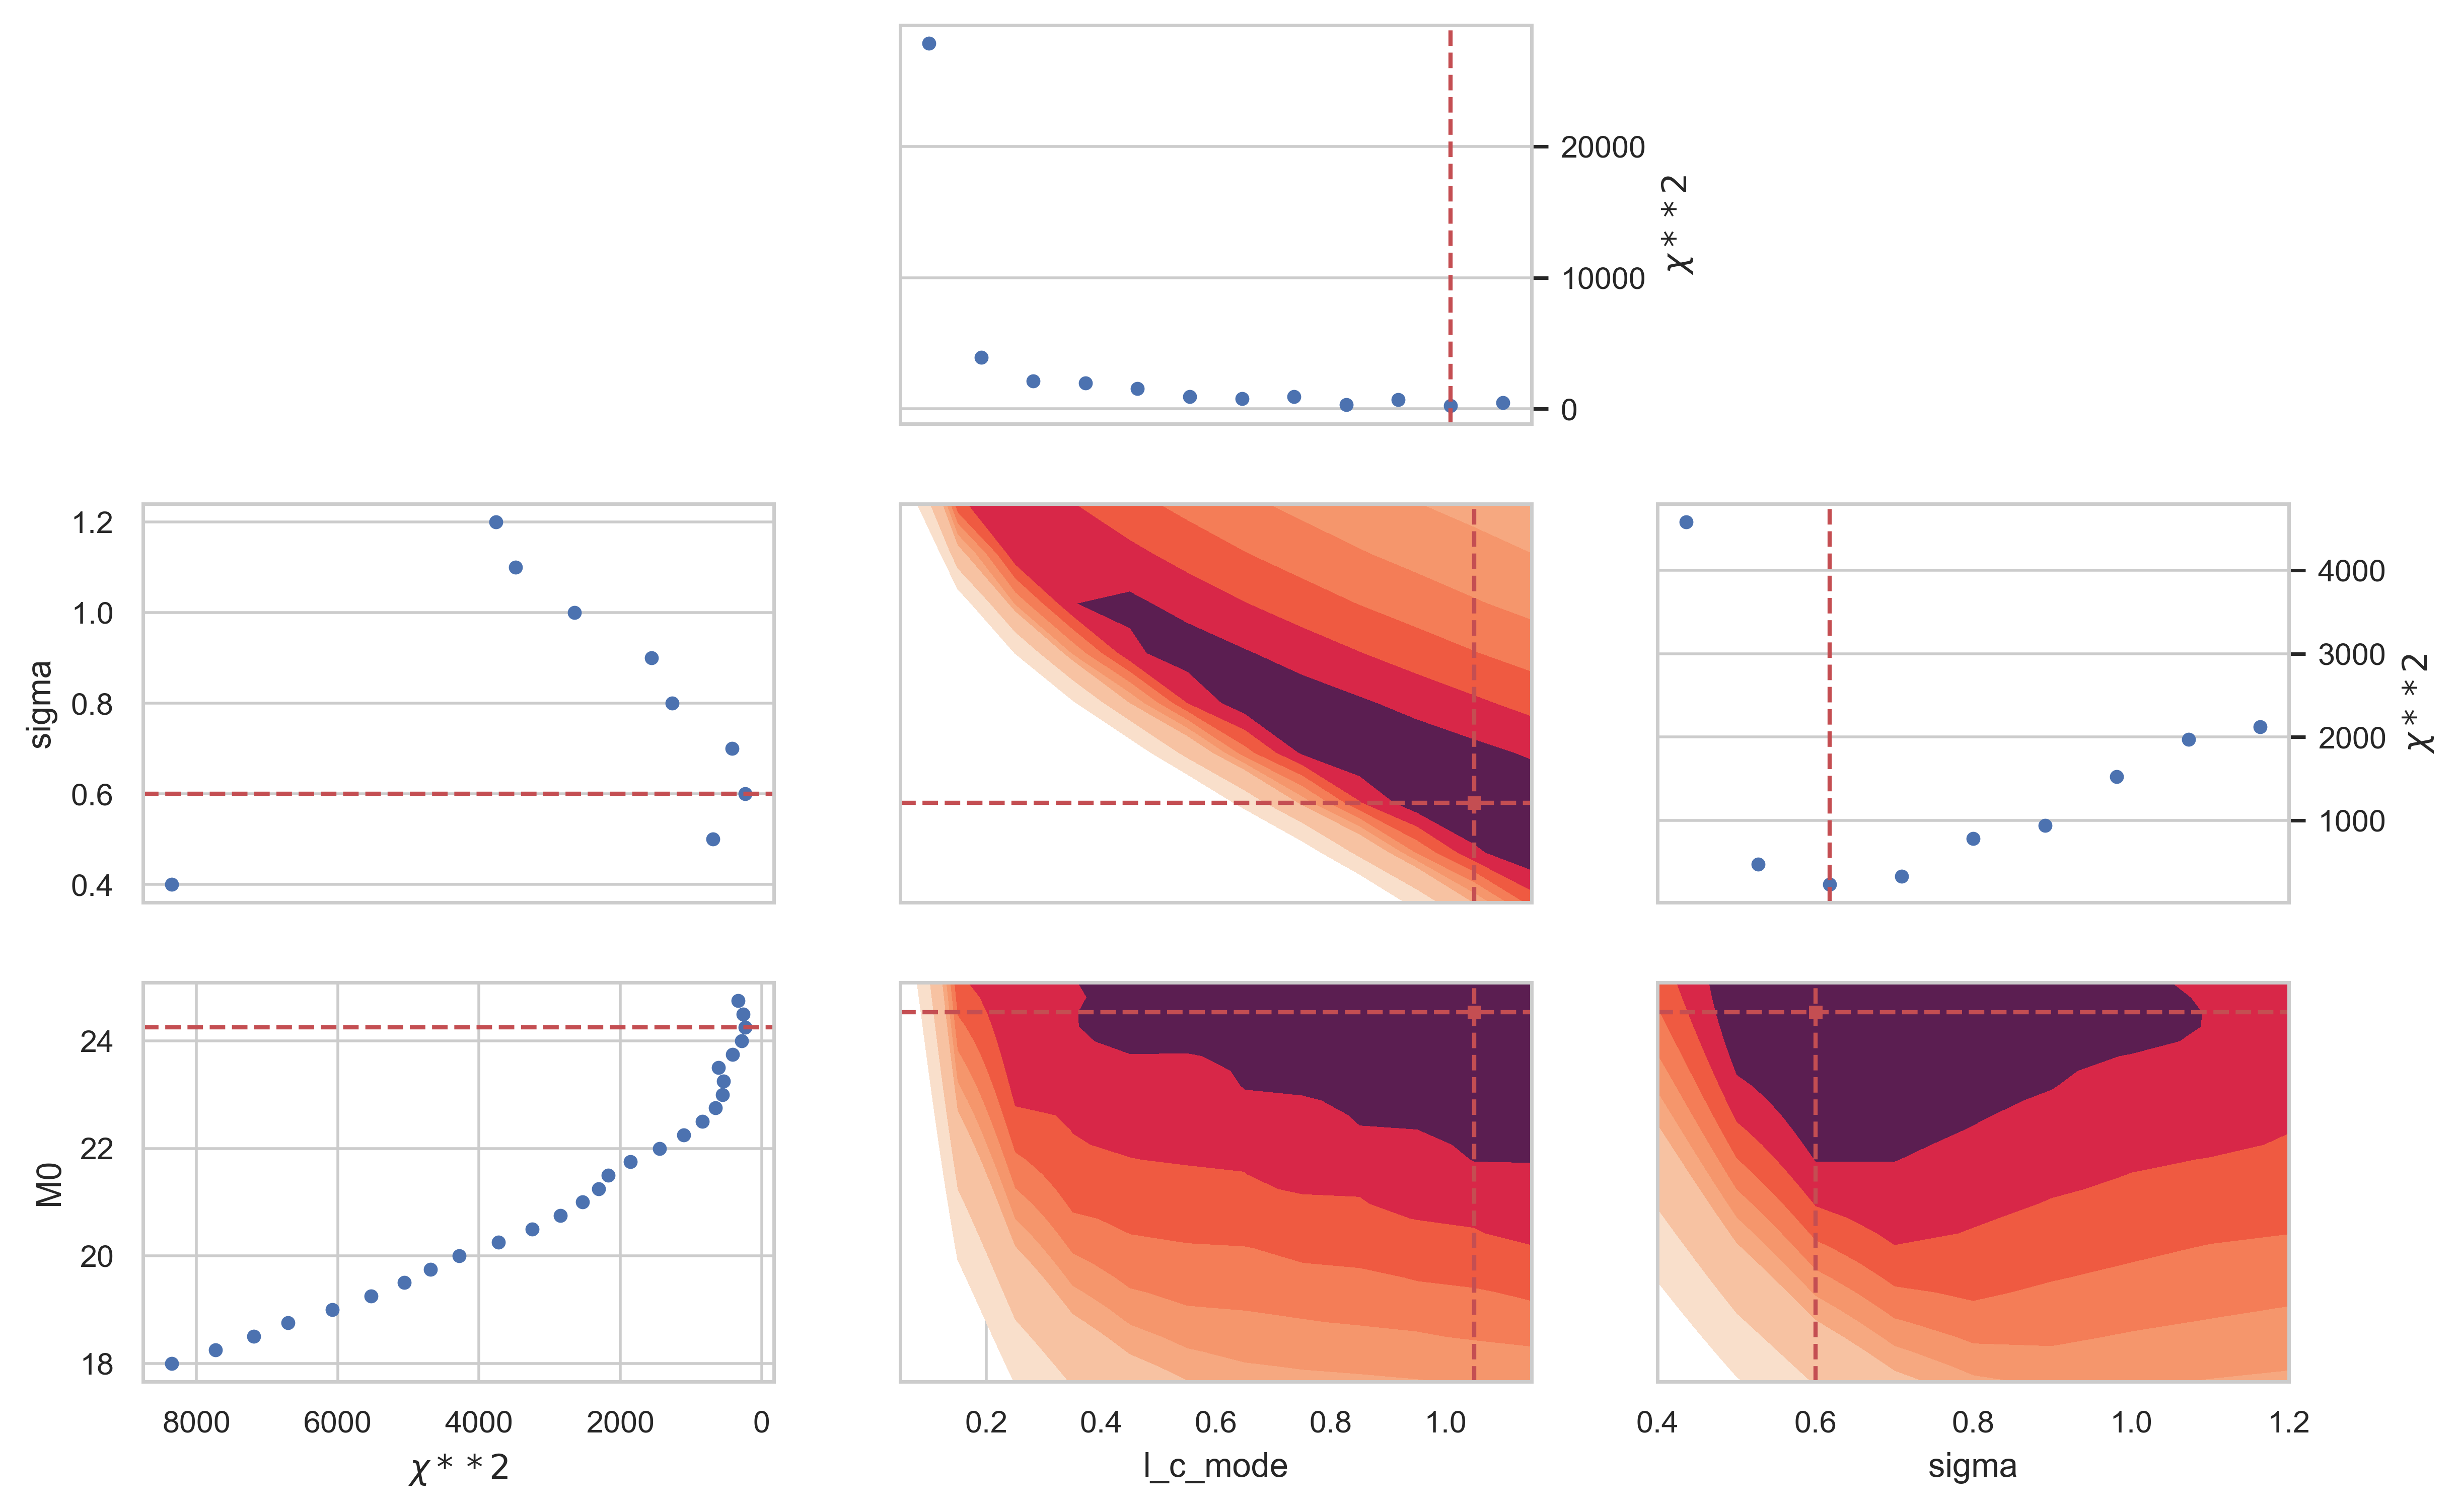 20000
10000
0
χ * * 2
1.2
1.0
0.8
0.6
0.4
sigma
4000
3000
2000
1000
χ * * 2
24
22
20
18
M0
8000 6000 4000 2000 0
χ * * 2
0.2 0.4 0.6 0.8 1.0
l_c_mode
0.4 0.6 0.8 1.0 1.2
sigma